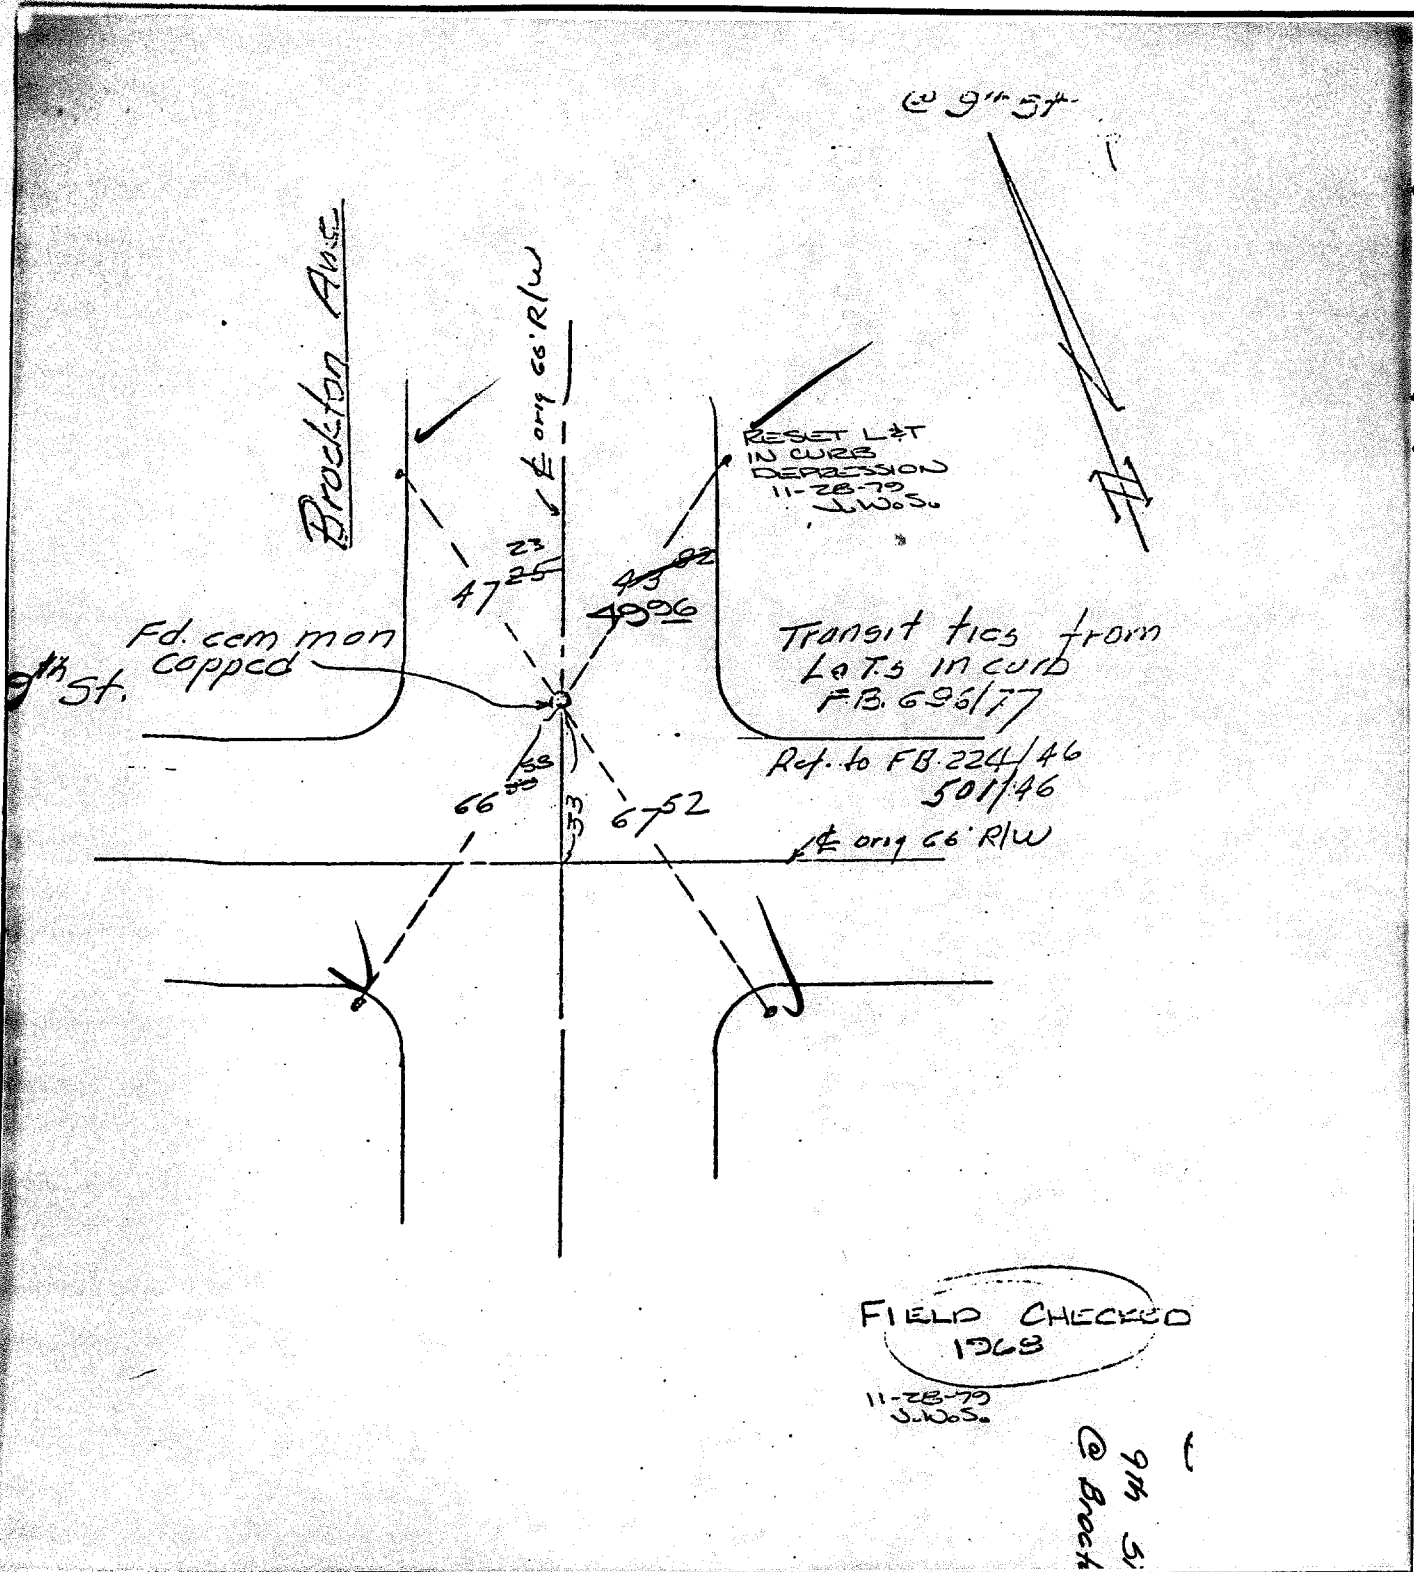 @ 9th St.
Brockton Ave
℄ orig 66' R/W
RESET L&T
IN CURB
DEPRESSION
11-28-79
J.W.S.
23
47 25
43 82
49 96
Fd. cem mon
capped
9th St.
Transit ties from
L&T.s in curb
F.B. 696/77
Ref. to FB. 224/46
501/46
66
33
67 52
℄ orig 66' R/W
FIELD CHECKED
1968
11-28-79
J.W.S.
9th St
@ Brock